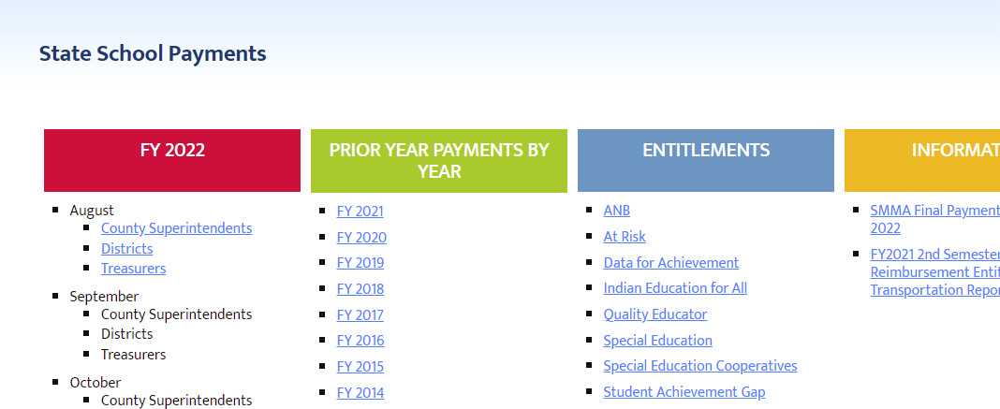 State School Payments
FY 2022
August
County Superintendents
Districts
Treasurers
September
County Superintendents
Districts
Treasurers
October
County Superintendents
PRIOR YEAR PAYMENTS BY
YEAR
FY 2021
FY 2020
FY 2019
FY 2018
FY 2017
FY 2016
FY 2015
FY 2014
ENTITLEMENTS
ANB
At Risk
Data for Achievement
Indian Education for All
Quality Educator
Special Education
Special Education Cooperatives
Student Achievement Gap
INFORMAT
SMMA Final Payment
2022
FY2021 2nd Semester
Reimbursement Entit
Transportation Repor